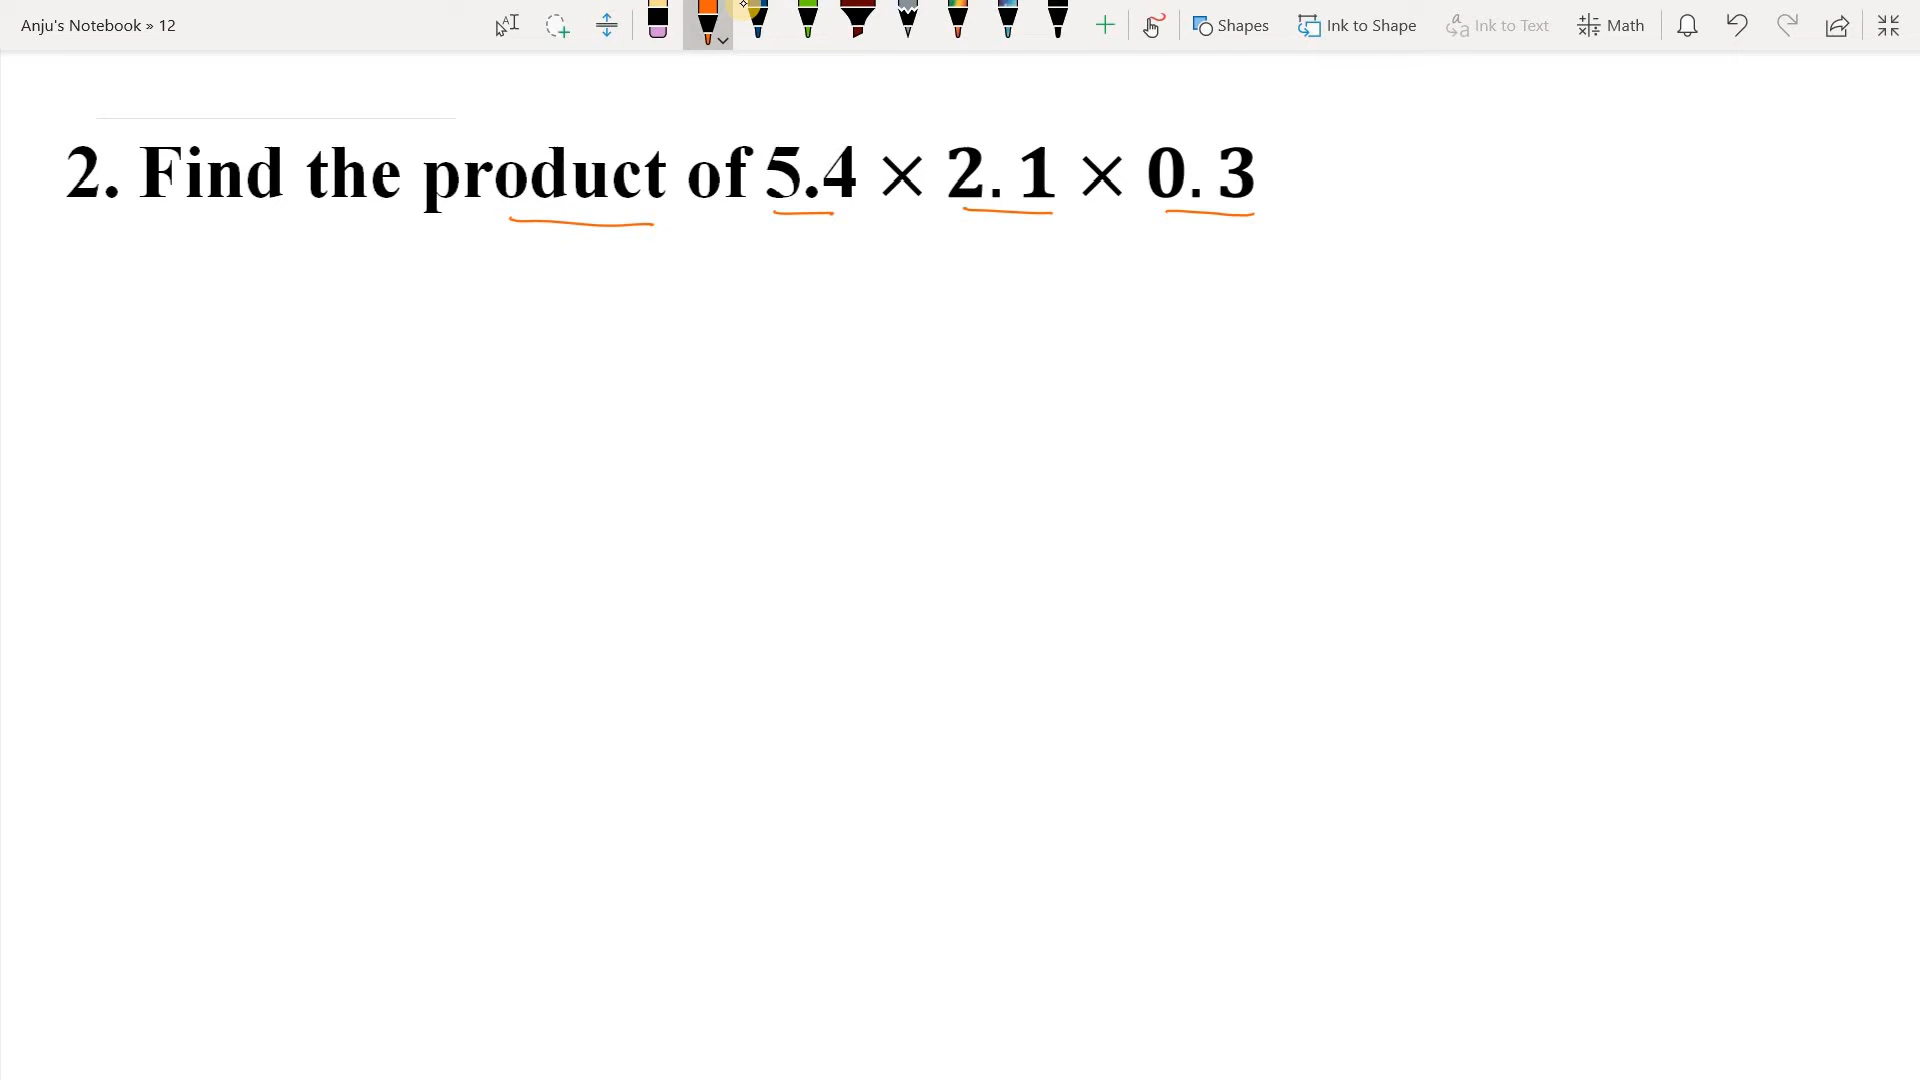 Anju's Notebook » 12
Shapes
Ink to Shape
Ink to Text
Math
2. Find the product of 5.4 × 2.1 × 0.3